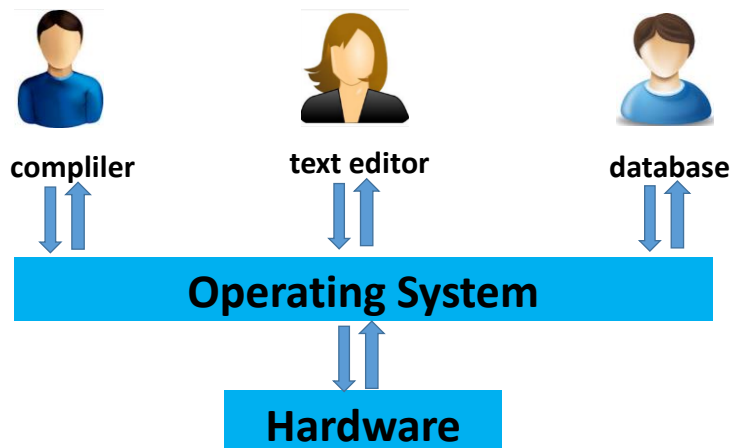 compliler
text editor
database
Operating System
Hardware